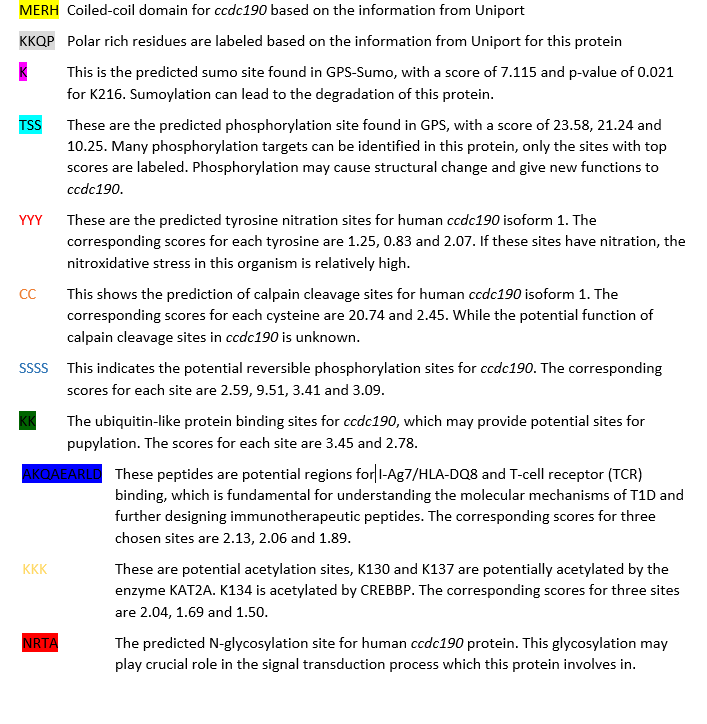 MERH Coiled-coil domain for ccdc190 based on the information from Uniport
KKQP Polar rich residues are labeled based on the information from Uniport for this protein
K This is the predicted sumo site found in GPS-Sumo, with a score of 7.115 and p-value of 0.021
for K216. Sumoylation can lead to the degradation of this protein.
TSS These are the predicted phosphorylation site found in GPS, with a score of 23.58, 21.24 and
10.25. Many phosphorylation targets can be identified in this protein, only the sites with top
scores are labeled. Phosphorylation may cause structural change and give new functions to
ccdc190.
YYY These are the predicted tyrosine nitration sites for human ccdc190 isoform 1. The
corresponding scores for each tyrosine are 1.25, 0.83 and 2.07. If these sites have nitration, the
nitroxidative stress in this organism is relatively high.
CC This shows the prediction of calpain cleavage sites for human ccdc190 isoform 1. The
corresponding scores for each cysteine are 20.74 and 2.45. While the potential function of
calpain cleavage sites in ccdc190 is unknown.
SSSS This indicates the potential reversible phosphorylation sites for ccdc190. The corresponding
scores for each site are 2.59, 9.51, 3.41 and 3.09.
KK The ubiquitin-like protein binding sites for ccdc190, which may provide potential sites for
pupylation. The scores for each site are 3.45 and 2.78.
AKQAEARLD These peptides are potential regions for I-Ag7/HLA-DQ8 and T-cell receptor (TCR)
binding, which is fundamental for understanding the molecular mechanisms of T1D and
further designing immunotherapeutic peptides. The corresponding scores for three
chosen sites are 2.13, 2.06 and 1.89.
KKK These are potential acetylation sites, K130 and K137 are potentially acetylated by the
enzyme KAT2A. K134 is acetylated by CREBBP. The corresponding scores for three sites
are 2.04, 1.69 and 1.50.
NRTA The predicted N-glycosylation site for human ccdc190 protein. This glycosylation may
play crucial role in the signal transduction process which this protein involves in.